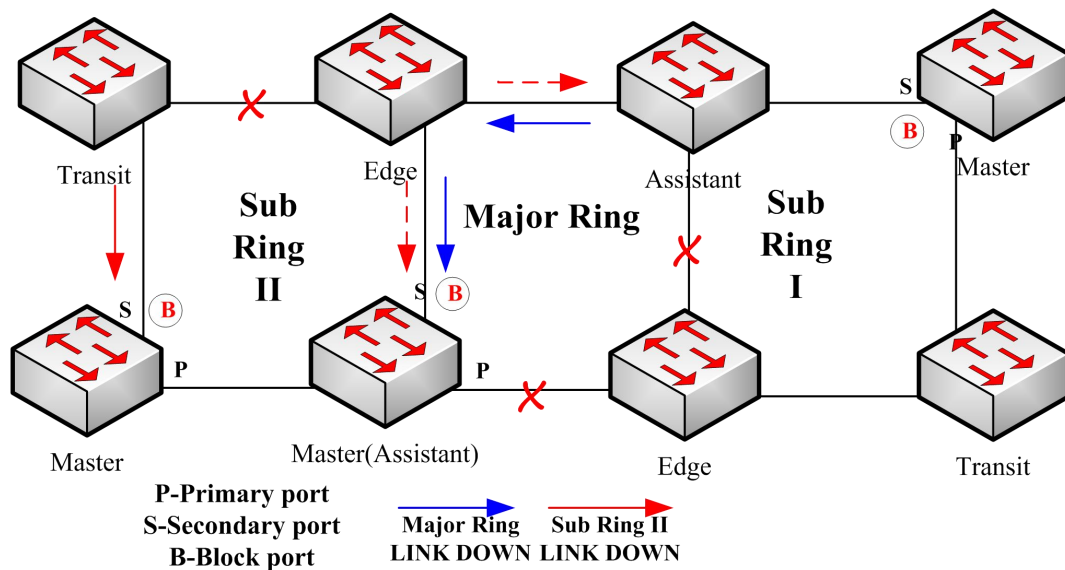 S
B
P
Transit
Edge
Assistant
Master
Sub
Ring
II
Major Ring
Sub
Ring
I
S
B
S
B
P
P
Master
Master(Assistant)
Edge
Transit
P-Primary port
S-Secondary port
B-Block port
Major Ring
LINK DOWN
Sub Ring II
LINK DOWN